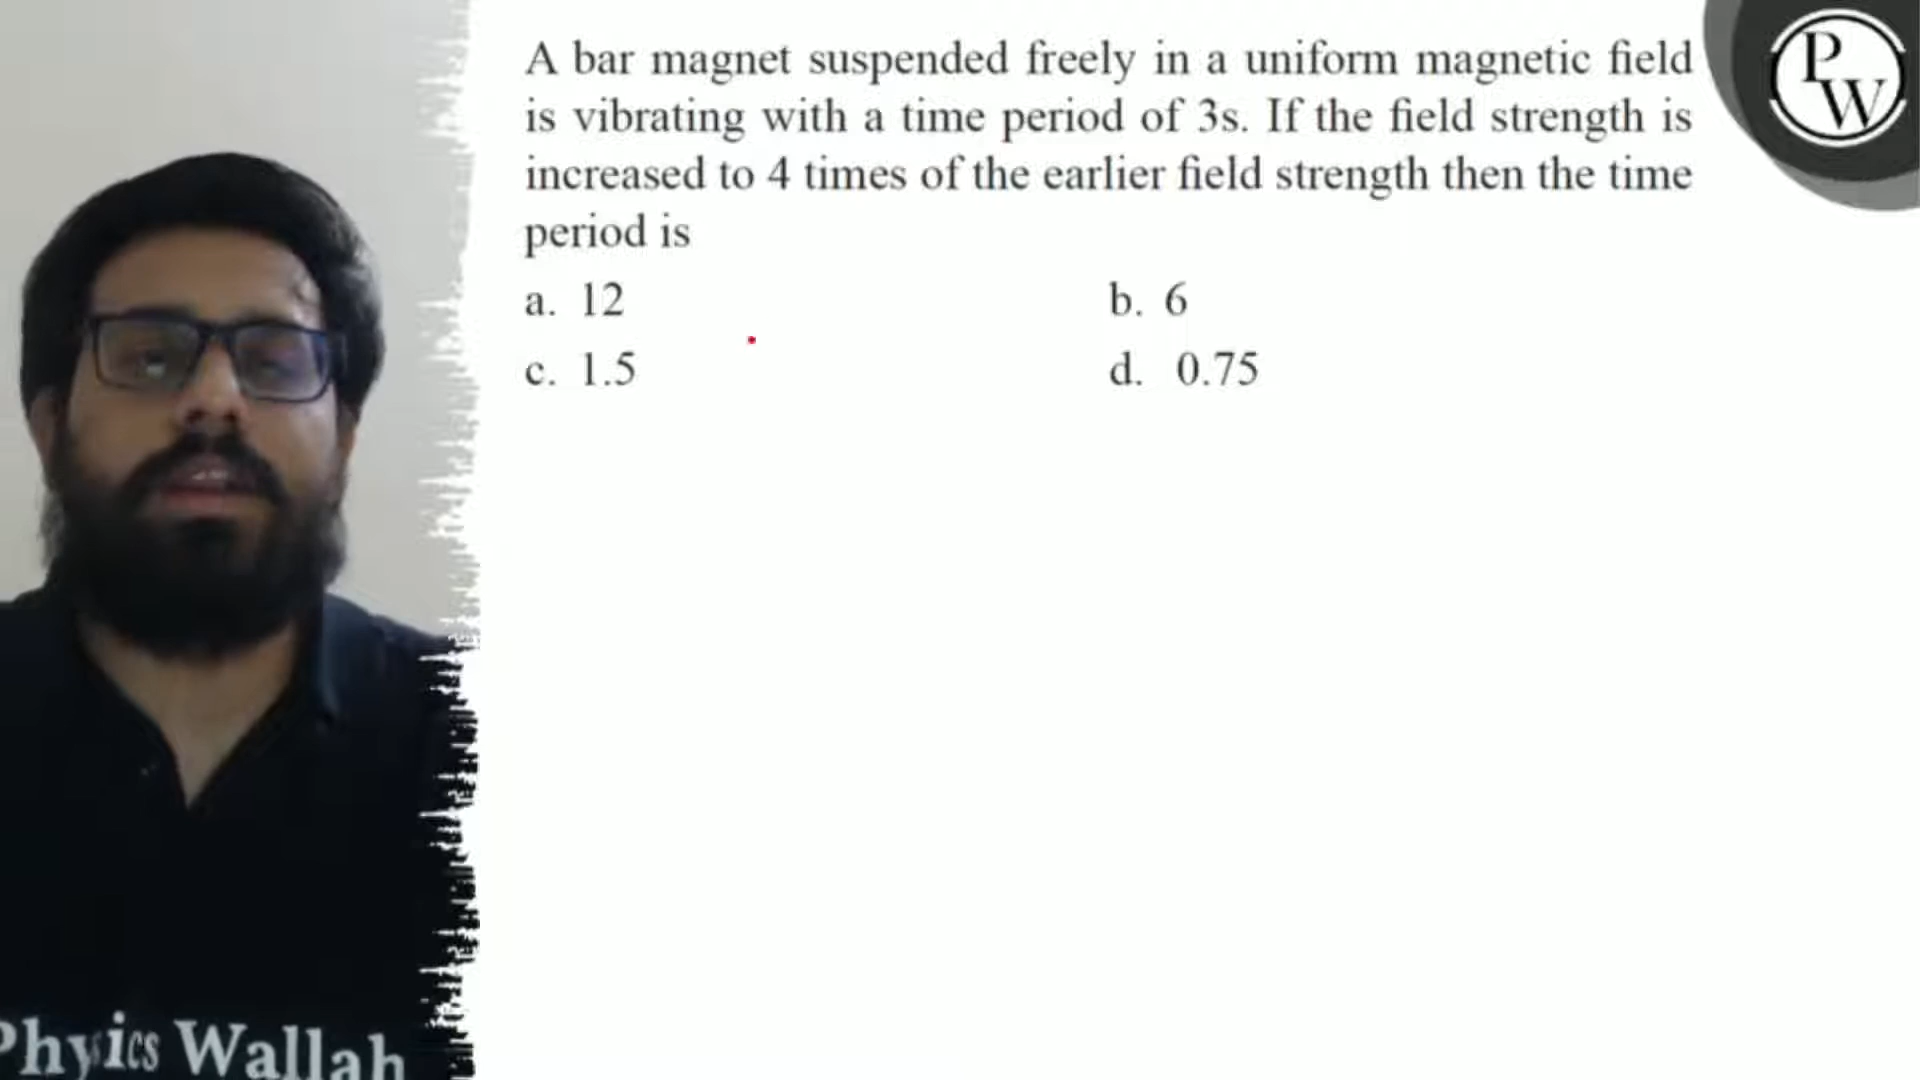 A bar magnet suspended freely in a uniform magnetic field
is vibrating with a time period of 3s. If the field strength is
increased to 4 times of the earlier field strength then the time
period is
a. 12 b. 6
c. 1.5 d. 0.75
PW
Physics Wallah